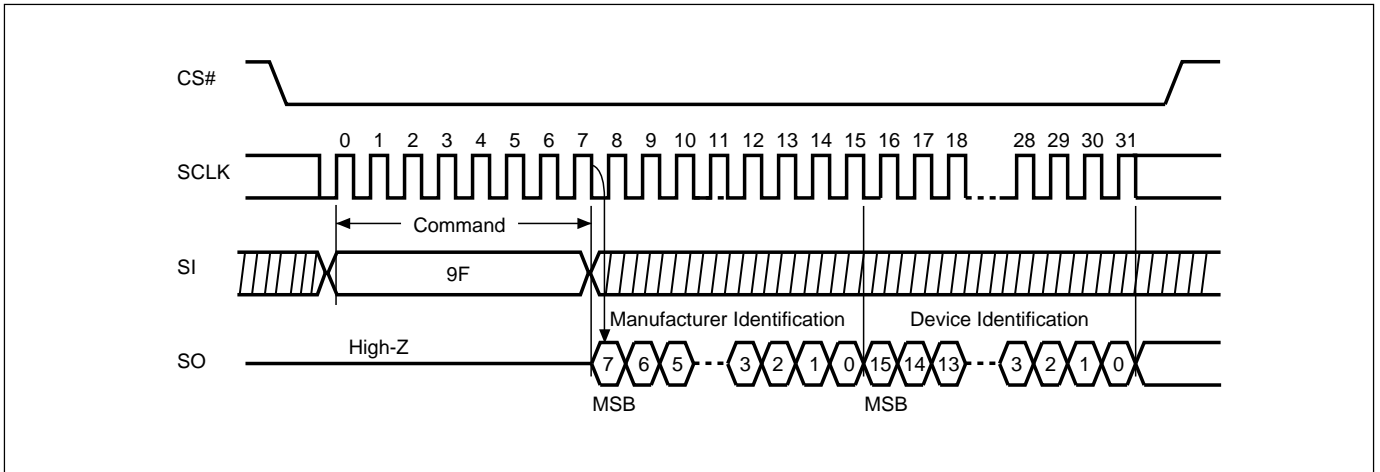 CS#
0 1 2 3 4 5 6 7 8 9 10 11 12 13 14 15 16 17 18 28 29 30 31
SCLK
Command
SI
9F
Manufacturer Identification Device Identification
High-Z
SO
7 6 5 3 2 1 0 15 14 13 3 2 1 0
MSB MSB